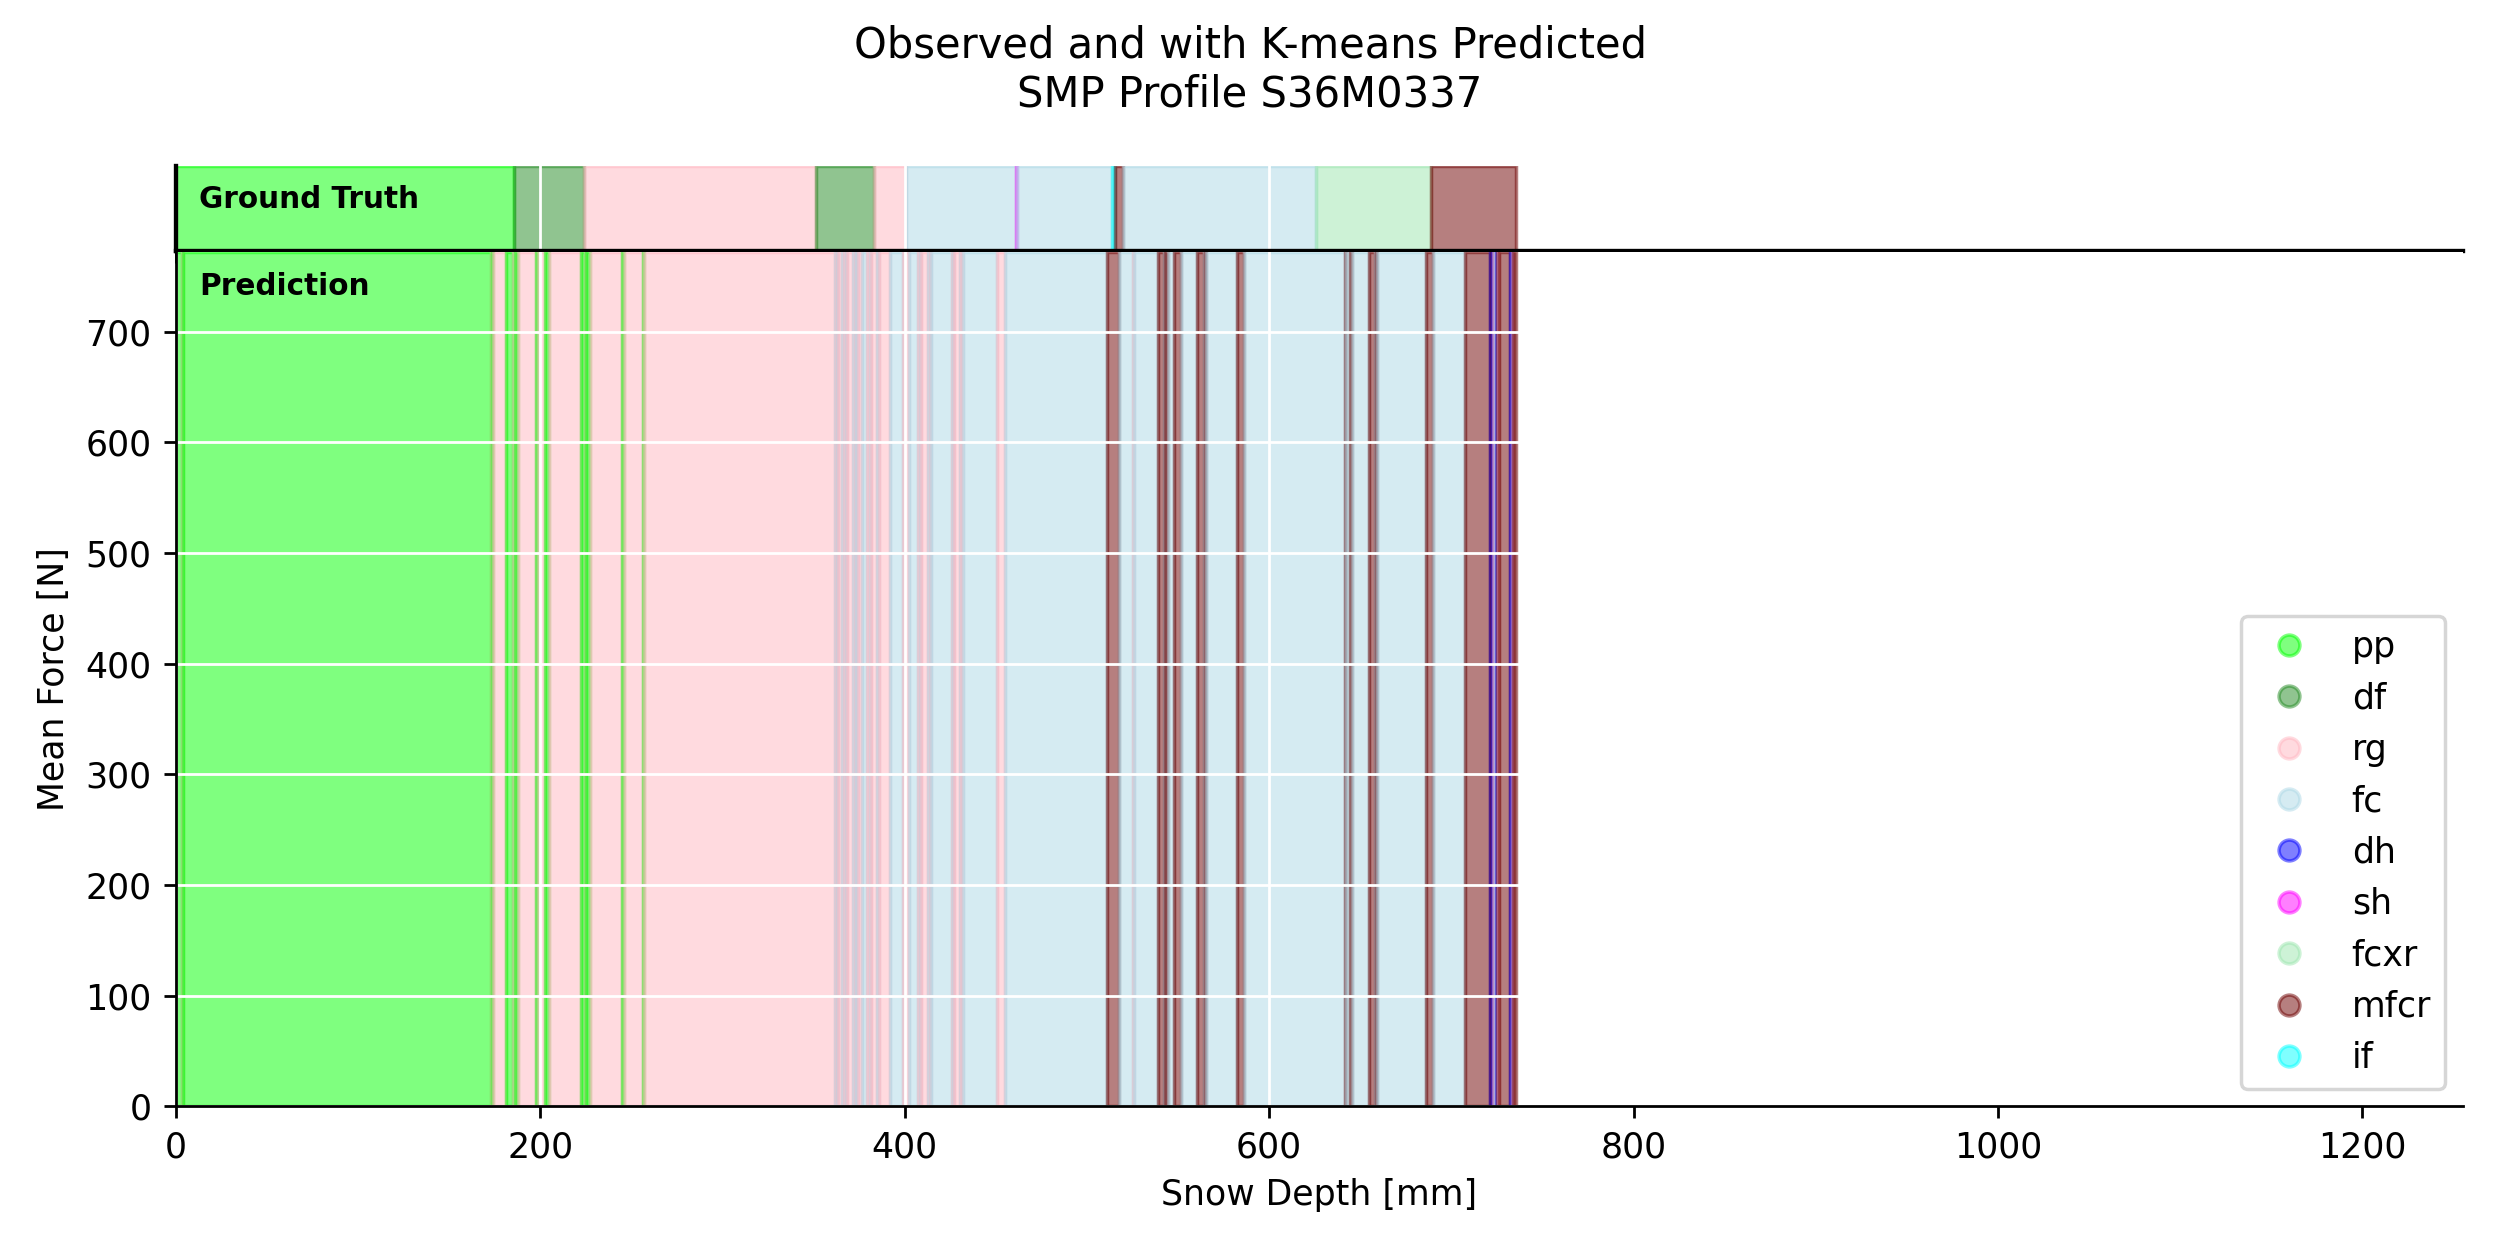 Observed and with K-means Predicted
SMP Profile S36M0337
Ground Truth
Prediction
700
600
500
400
300
200
100
0
Mean Force [N]
0 200 400 600 800 1000 1200
Snow Depth [mm]
pp
df
rg
fc
dh
sh
fcxr
mfcr
if